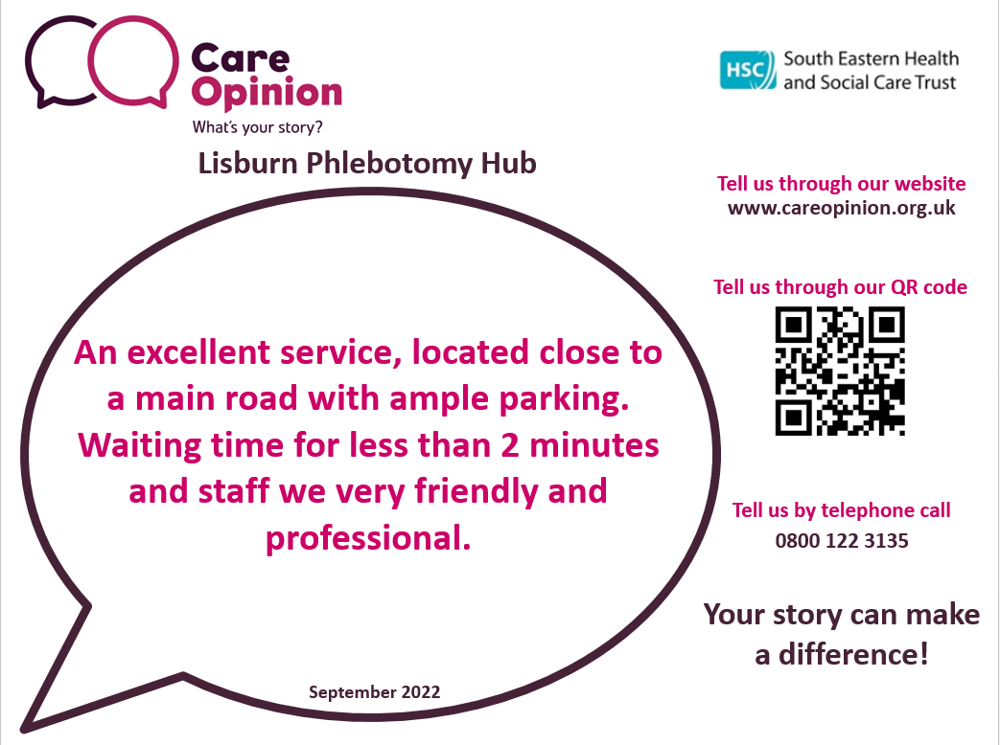 Care
Opinion
What's your story?
HSC
South Eastern Health
and Social Care Trust
Lisburn Phlebotomy Hub
An excellent service, located close to
a main road with ample parking.
Waiting time for less than 2 minutes
and staff we very friendly and
professional.
September 2022
Tell us through our website
www.careopinion.org.uk
Tell us through our QR code
Tell us by telephone call
0800 122 3135
Your story can make
a difference!